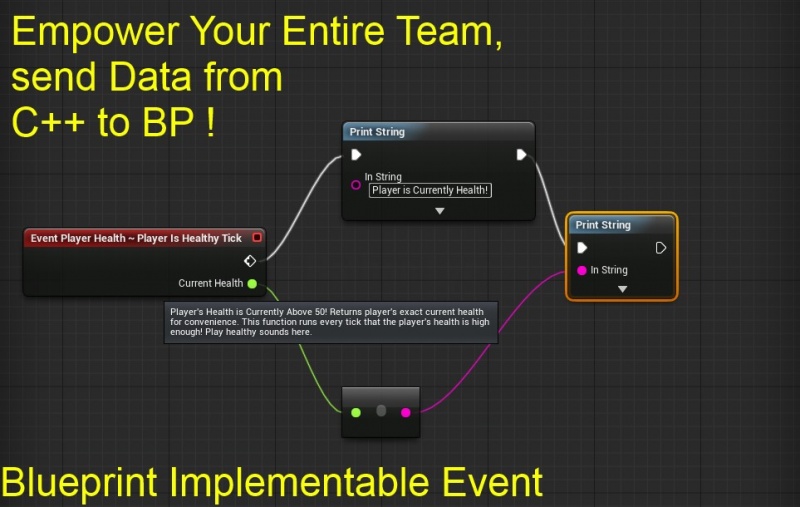 Empower Your Entire Team,
send Data from
C++ to BP !
Print String
In String
Player is Currently Health!
Print String
In String
Event Player Health ~ Player Is Healthy Tick
Current Health
Player's Health is Currently Above 50! Returns player's exact current health
for convenience. This function runs every tick that the player's health is high
enough! Play healthy sounds here.
Blueprint Implementable Event